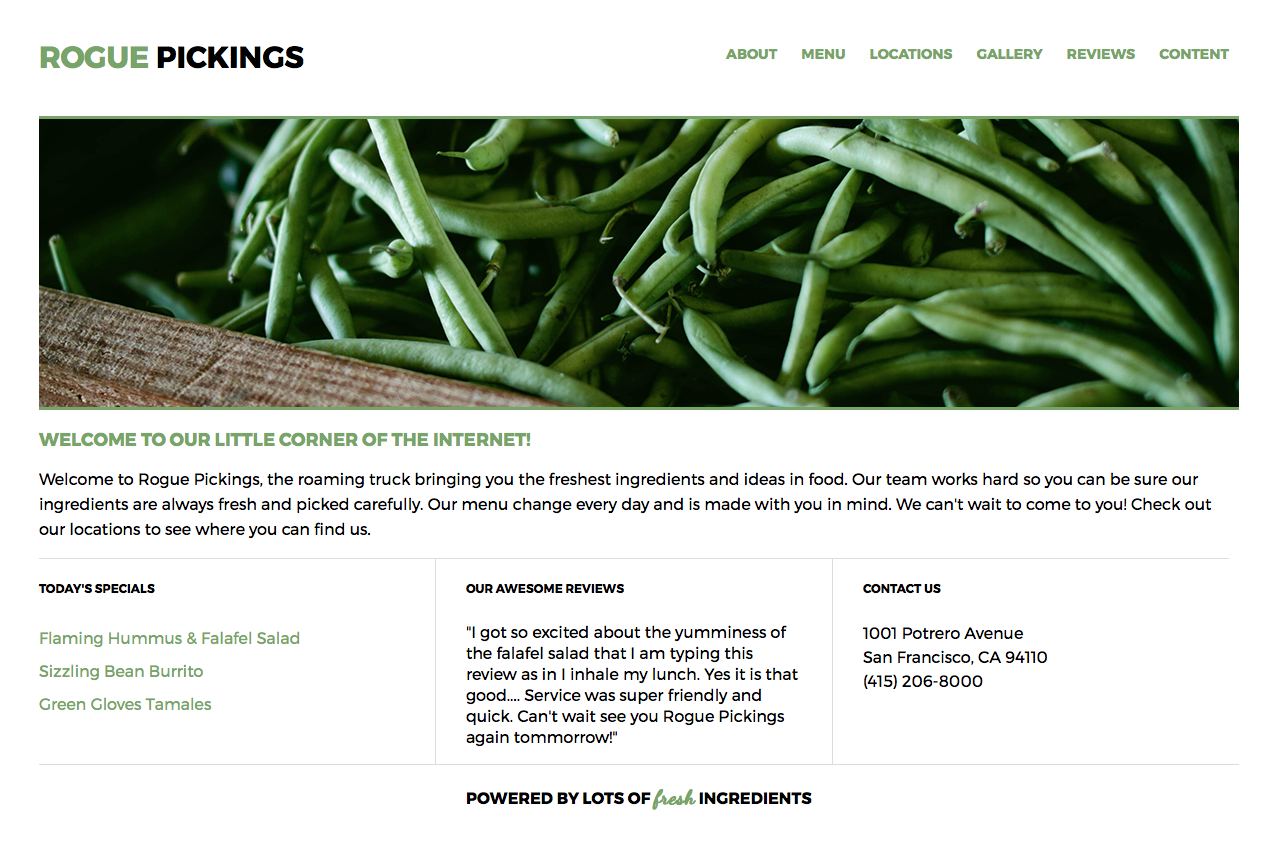 ROGUE PICKINGS
ABOUT MENU LOCATIONS GALLERY REVIEWS CONTENT
WELCOME TO OUR LITTLE CORNER OF THE INTERNET!
Welcome to Rogue Pickings, the roaming truck bringing you the freshest ingredients and ideas in food. Our team works hard so you can be sure our
ingredients are always fresh and picked carefully. Our menu change every day and is made with you in mind. We can't wait to come to you! Check out
our locations to see where you can find us.
TODAY'S SPECIALS
Flaming Hummus & Falafel Salad
Sizzling Bean Burrito
Green Gloves Tamales
OUR AWESOME REVIEWS
"I got so excited about the yumminess of
the falafel salad that I am typing this
review as in I inhale my lunch. Yes it is that
good.... Service was super friendly and
quick. Can't wait see you Rogue Pickings
again tommorrow!"
CONTACT US
1001 Potrero Avenue
San Francisco, CA 94110
(415) 206-8000
POWERED BY LOTS OF fresh INGREDIENTS